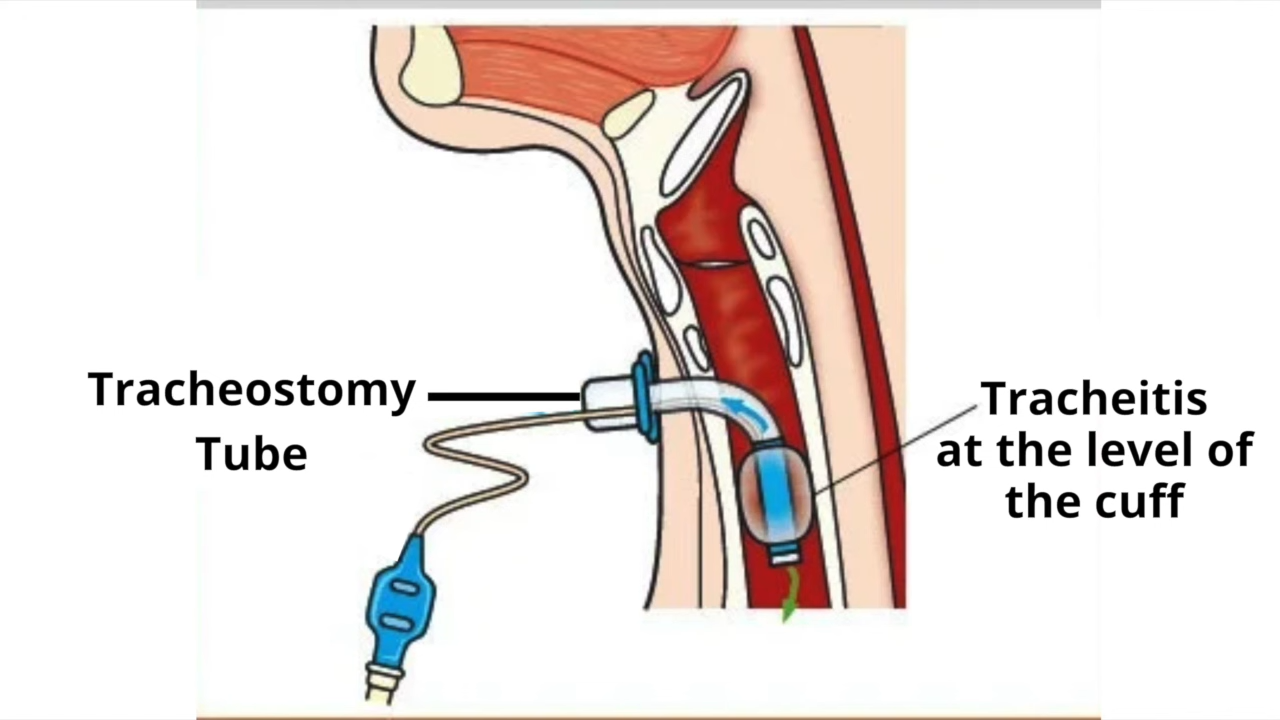 Tracheostomy
Tube
Tracheitis
at the level of
the cuff